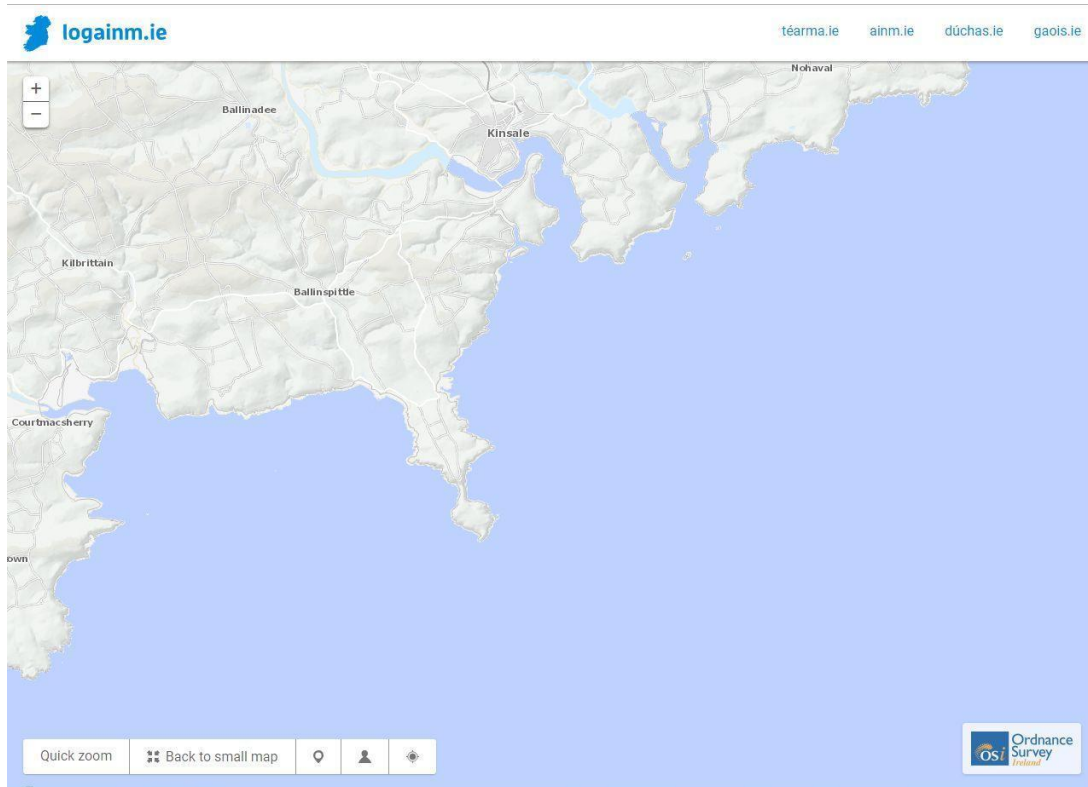 logainm.ie
téarma.ie ainm.ie dúchas.ie gaois.ie
+
−
Nohaval
Ballinadee
Kinsale
Kilbrittain
Ballinspittle
Courtmacsherry
own
Quick zoom Back to small map
osi Ordnance
Survey
Ireland